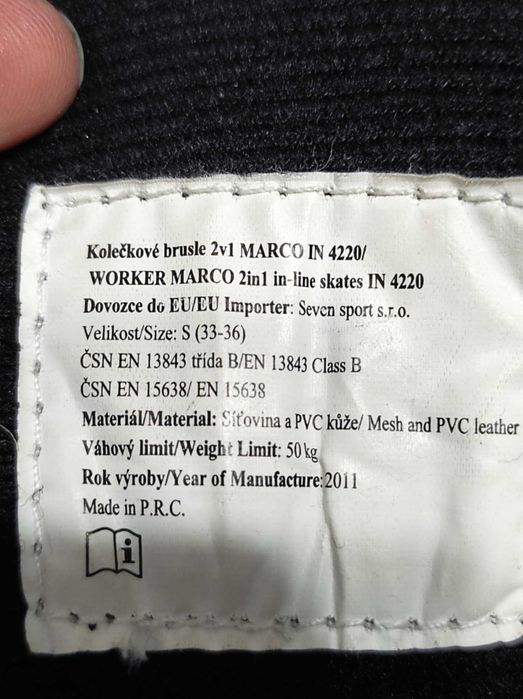 Kolečkové brusle 2v1 MARCO IN 4220/
WORKER MARCO 2in1 in-line skates IN 4220
Dovozce do EU/EU Importer: Seven sport s.r.o.
Velikost/Size: S (33-36)
ČSN EN 13843 třída B/EN 13843 Class B
ČSN EN 15638/ EN 15638
Materiál/Material: Síťovina a PVC kůže/ Mesh and PVC leather
Váhový limit/Weight Limit: 50 kg
Rok výroby/Year of Manufacture: 2011
Made in P.R.C.
i